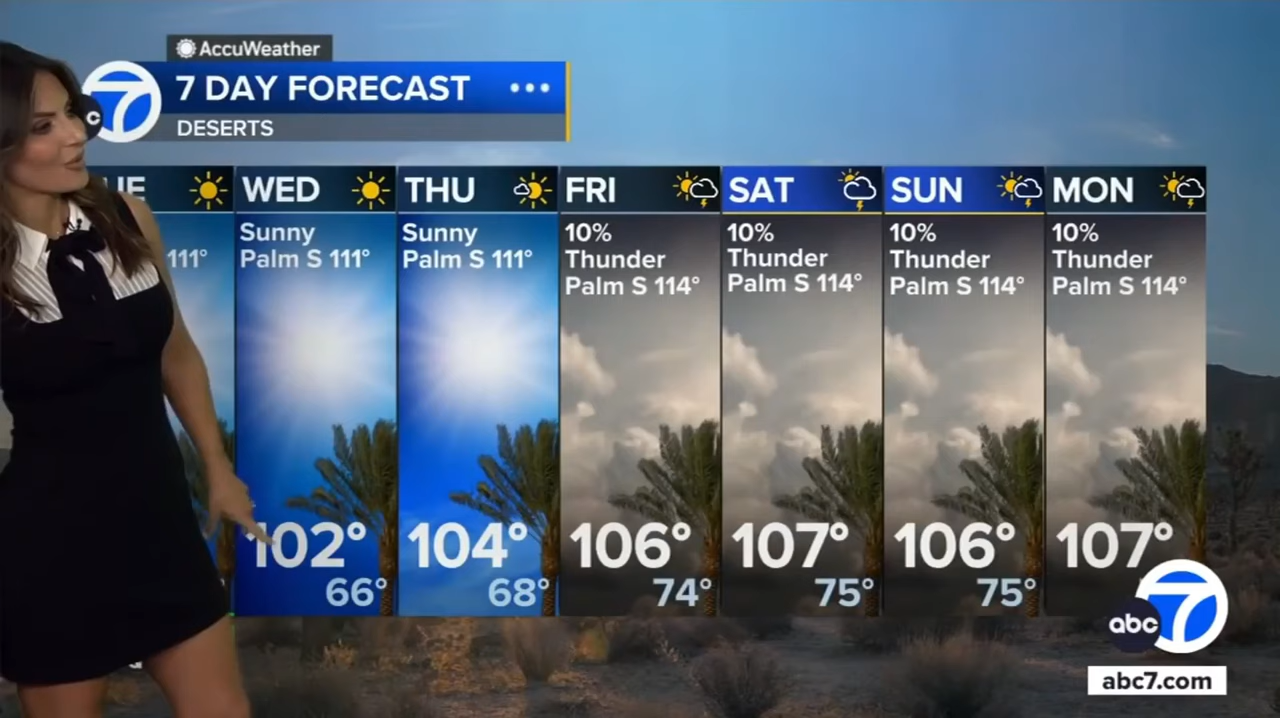 AccuWeather
7 DAY FORECAST
DESERTS
WED
THU
FRI
SAT
SUN
MON
111°
Sunny
Palm S 111°
Sunny
Palm S 111°
10%
Thunder
Palm S 114°
10%
Thunder
Palm S 114°
10%
Thunder
Palm S 114°
10%
Thunder
Palm S 114°
102°
66°
104°
68°
106°
74°
107°
75°
106°
75°
107°
abc 7
abc7.com